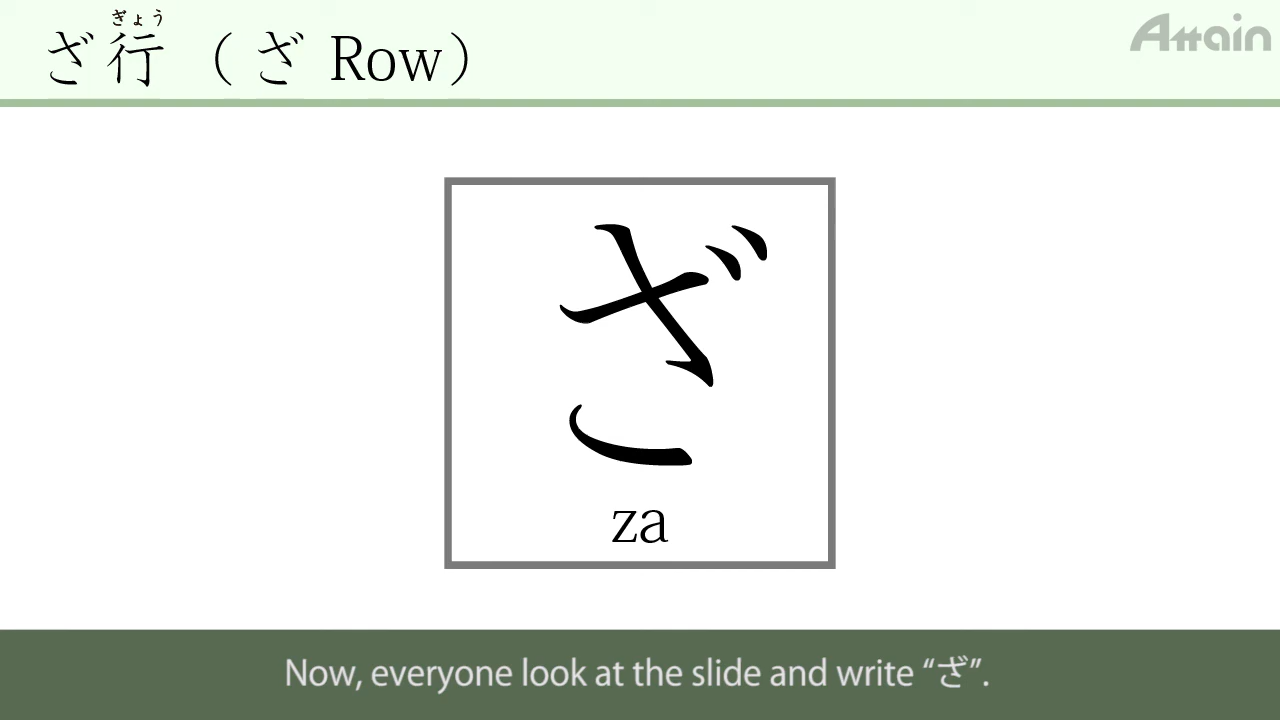 ぎょう
ざ行（ざ Row）
Attain
ざ
za
Now, everyone look at the slide and write “ざ”.